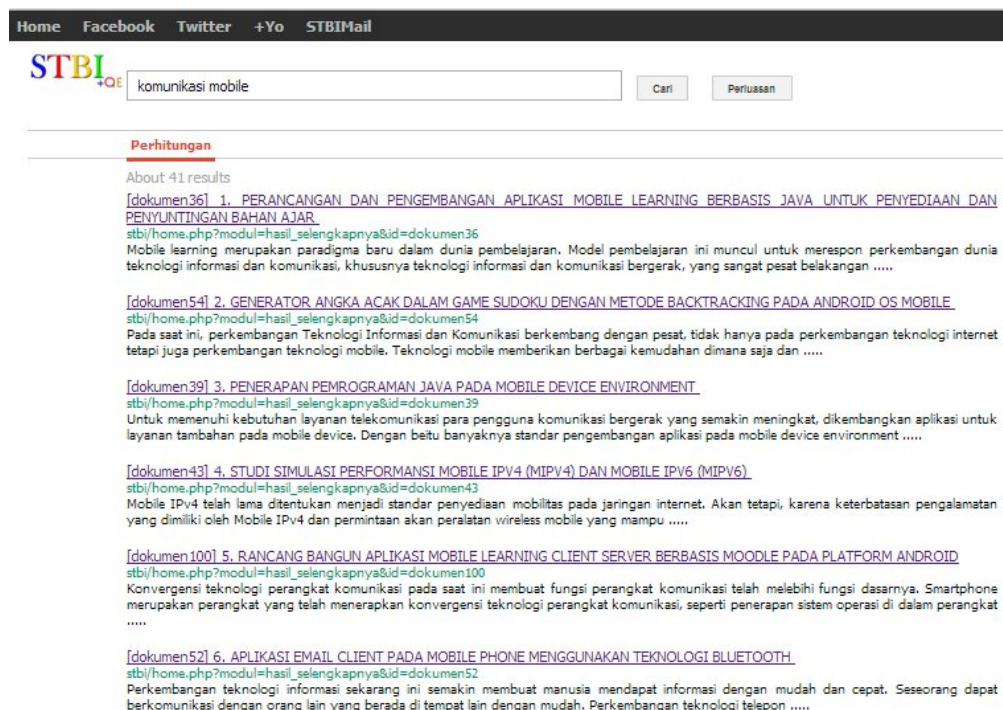 Home Facebook Twitter +Yo STBIMail
STBI
+QE
komunikasi mobile
Cari Perluasan
Perhitungan
About 41 results
[dokumen36] 1. PERANCANGAN DAN PENGEMBANGAN APLIKASI MOBILE LEARNING BERBASIS JAVA UNTUK PENYEDIAAN DAN
PENYUNTINGAN BAHAN AJAR
stbi/home.php?modul=hasil_selengkapnya&id=dokumen36
Mobile learning merupakan paradigma baru dalam dunia pembelajaran. Model pembelajaran ini muncul untuk merespon perkembangan dunia
teknologi informasi dan komunikasi, khususnya teknologi informasi dan komunikasi bergerak, yang sangat pesat belakangan .....
[dokumen54] 2. GENERATOR ANGKA ACAK DALAM GAME SUDOKU DENGAN METODE BACKTRACKING PADA ANDROID OS MOBILE
stbi/home.php?modul=hasil_selengkapnya&id=dokumen54
Pada saat ini, perkembangan Teknologi Informasi dan Komunikasi berkembang dengan pesat, tidak hanya pada perkembangan teknologi internet
tetapi juga perkembangan teknologi mobile. Teknologi mobile memberikan berbagai kemudahan dimana saja dan .....
[dokumen39] 3. PENERAPAN PEMROGRAMAN JAVA PADA MOBILE DEVICE ENVIRONMENT
stbi/home.php?modul=hasil_selengkapnya&id=dokumen39
Untuk memenuhi kebutuhan layanan telekomunikasi para pengguna komunikasi bergerak yang semakin meningkat, dikembangkan aplikasi untuk
layanan tambahan pada mobile device. Dengan beitu banyaknya standar pengembangan aplikasi pada mobile device environment .....
[dokumen43] 4. STUDI SIMULASI PERFORMANSI MOBILE IPV4 (MIPV4) DAN MOBILE IPV6 (MIPV6)
stbi/home.php?modul=hasil_selengkapnya&id=dokumen43
Mobile IPv4 telah lama ditentukan menjadi standar penyediaan mobilitas pada jaringan internet. Akan tetapi, karena keterbatasan pengalamatan
yang dimiliki oleh Mobile IPv4 dan permintaan akan peralatan wireless mobile yang mampu .....
[dokumen100] 5. RANCANG BANGUN APLIKASI MOBILE LEARNING CLIENT SERVER BERBASIS MOODLE PADA PLATFORM ANDROID
stbi/home.php?modul=hasil_selengkapnya&id=dokumen100
Konvergensi teknologi perangkat komunikasi pada saat ini membuat fungsi perangkat komunikasi telah melebihi fungsi dasarnya. Smartphone
merupakan perangkat yang telah menerapkan konvergensi teknologi perangkat komunikasi, seperti penerapan sistem operasi di dalam perangkat
.....
[dokumen52] 6. APLIKASI EMAIL CLIENT PADA MOBILE PHONE MENGGUNAKAN TEKNOLOGI BLUETOOTH
stbi/home.php?modul=hasil_selengkapnya&id=dokumen52
Perkembangan teknologi informasi sekarang ini semakin membuat manusia mendapat informasi dengan mudah dan cepat. Seseorang dapat
berkomunikasi dengan orang lain yang berada di tempat lain dengan mudah. Perkembangan teknologi telepon .....